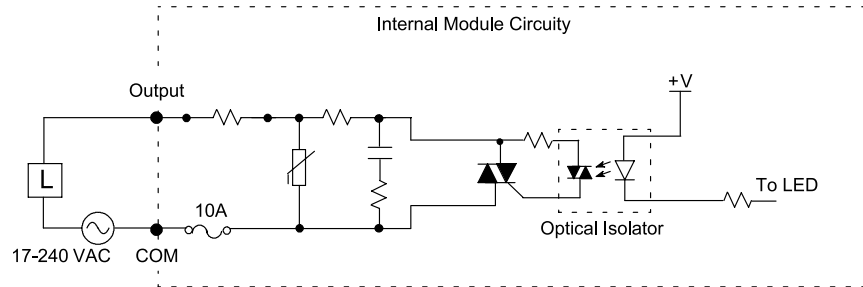 Internal Module Circuity
+V
Output
L
To LED
10A
Optical Isolator
17-240 VAC
COM